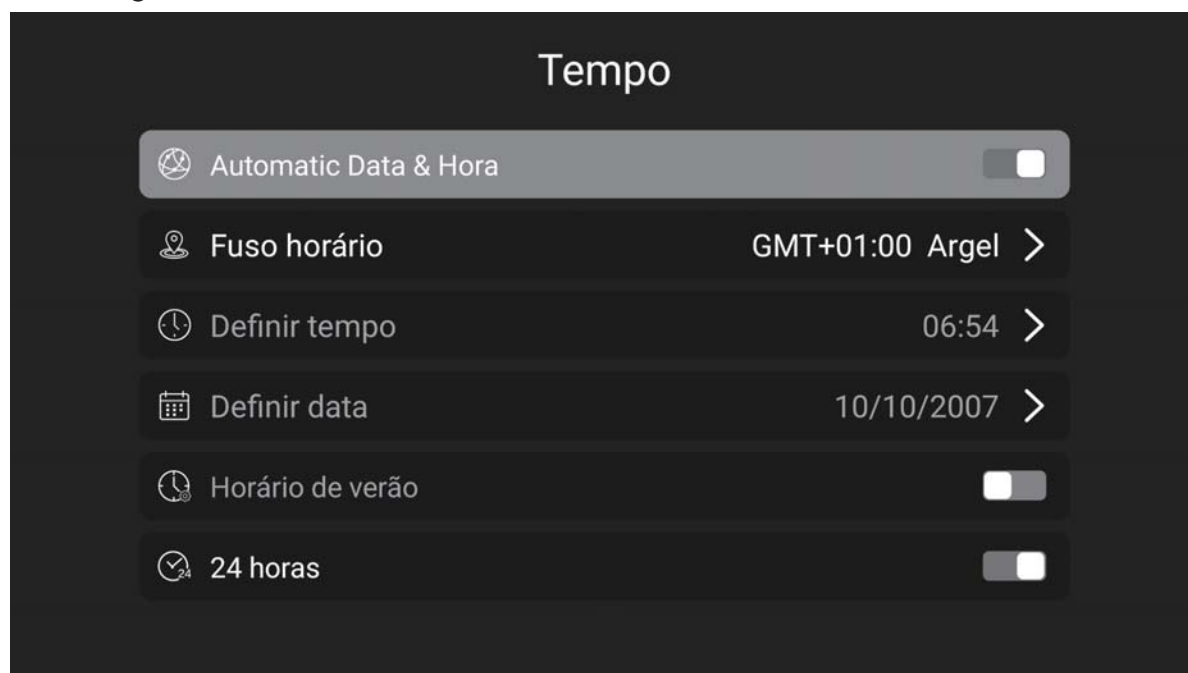 Tempo
Automatic Data & Hora
Fuso horário GMT+01:00 Argel
Definir tempo 06:54
Definir data 10/10/2007
Horário de verão
24 horas